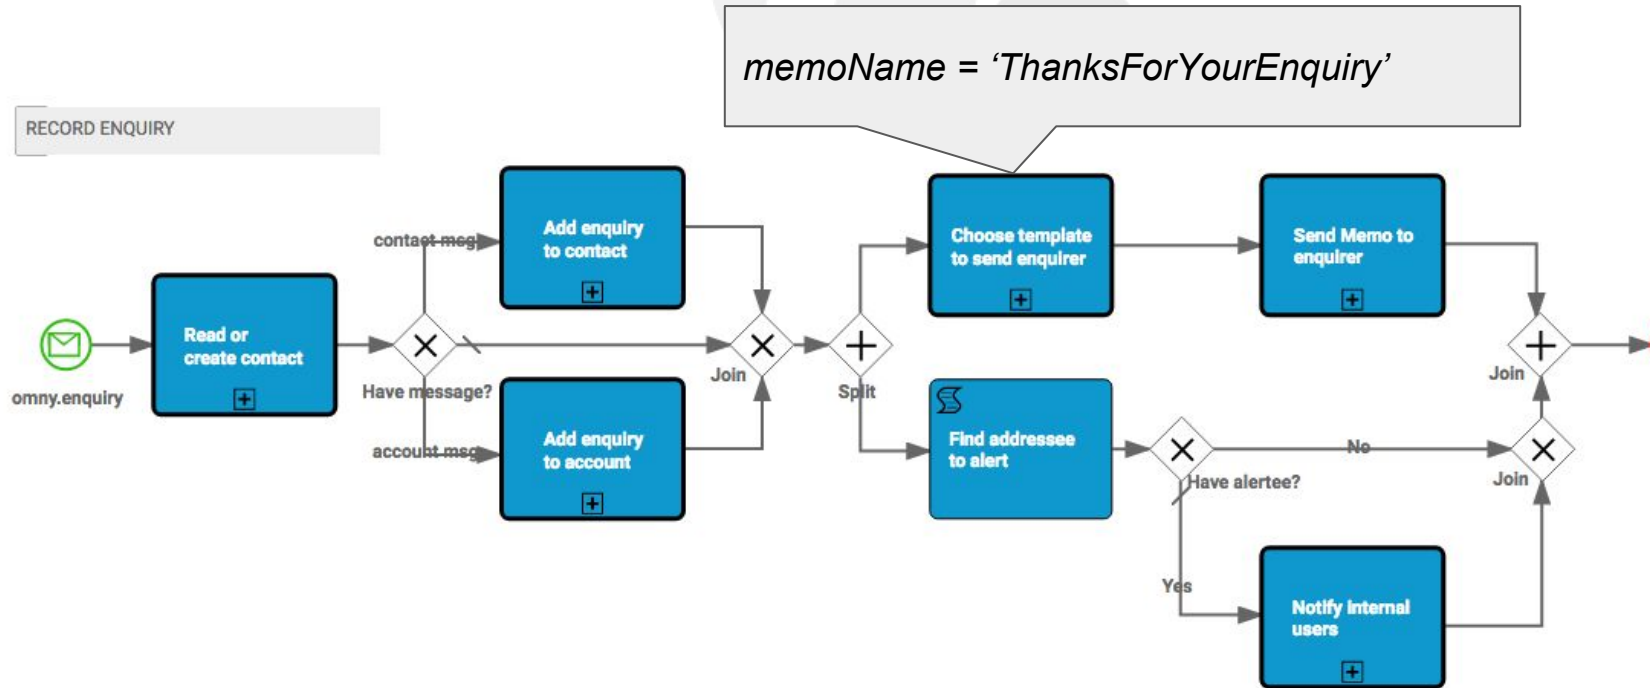 memoName = ‘ThanksForYourEnquiry’
RECORD ENQUIRY
omny.enquiry
Read or
create contact
Have message?
contact msg
account msg
Add enquiry
to contact
Add enquiry
to account
Join
Split
Choose template
to send enquirer
Send Memo to
enquirer
Find addressee
to alert
Have alertee?
No
Yes
Notify internal
users
Join
Join